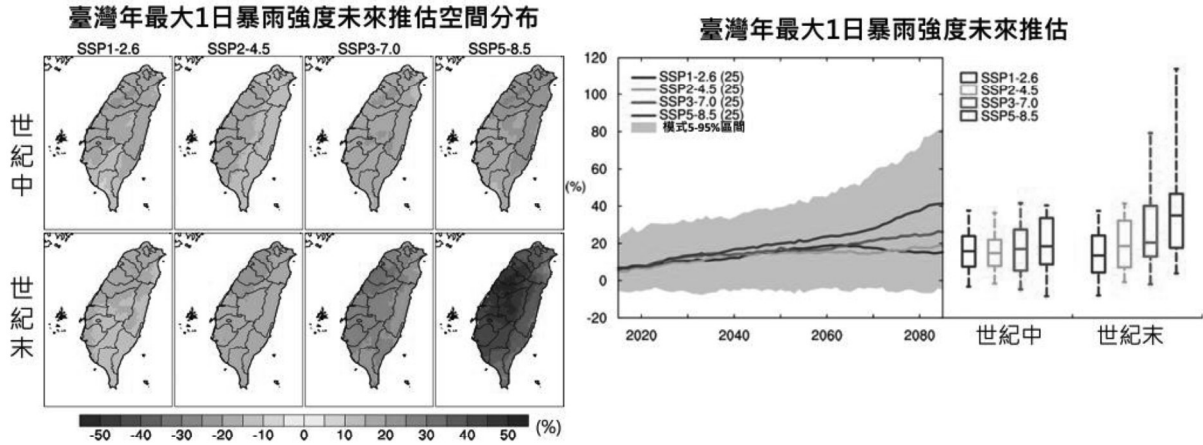 臺灣年最大1日暴雨強度未來推估空間分布
SSP1-2.6 SSP2-4.5 SSP3-7.0 SSP5-8.5
世紀中
世紀末
-50 -40 -30 -20 -10 0 10 20 30 40 50 (%)
臺灣年最大1日暴雨強度未來推估
(%)
120
100
80
60
40
20
0
-20
SSP1-2.6 (25)
SSP2-4.5 (25)
SSP3-7.0 (25)
SSP5-8.5 (25)
模式5-95%區間
2020 2040 2060 2080
SSP1-2.6
SSP2-4.5
SSP3-7.0
SSP5-8.5
世紀中 世紀末